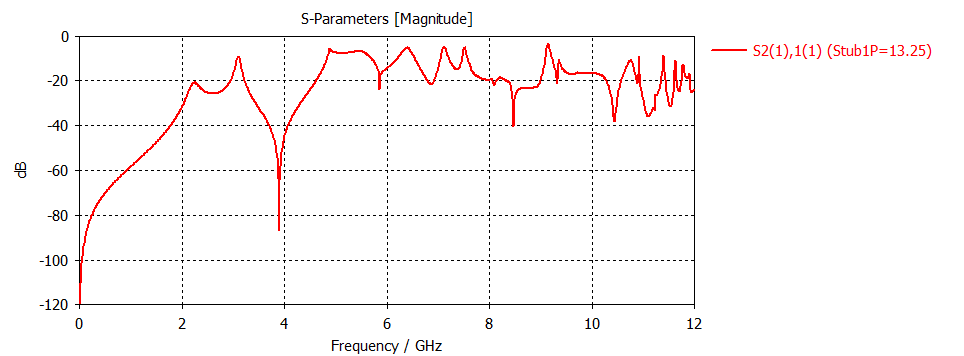 S-Parameters [Magnitude]
S2(1),1(1) (Stub1P=13.25)
0
-20
-40
-60
-80
-100
-120
dB
0 2 4 6 8 10 12
Frequency / GHz